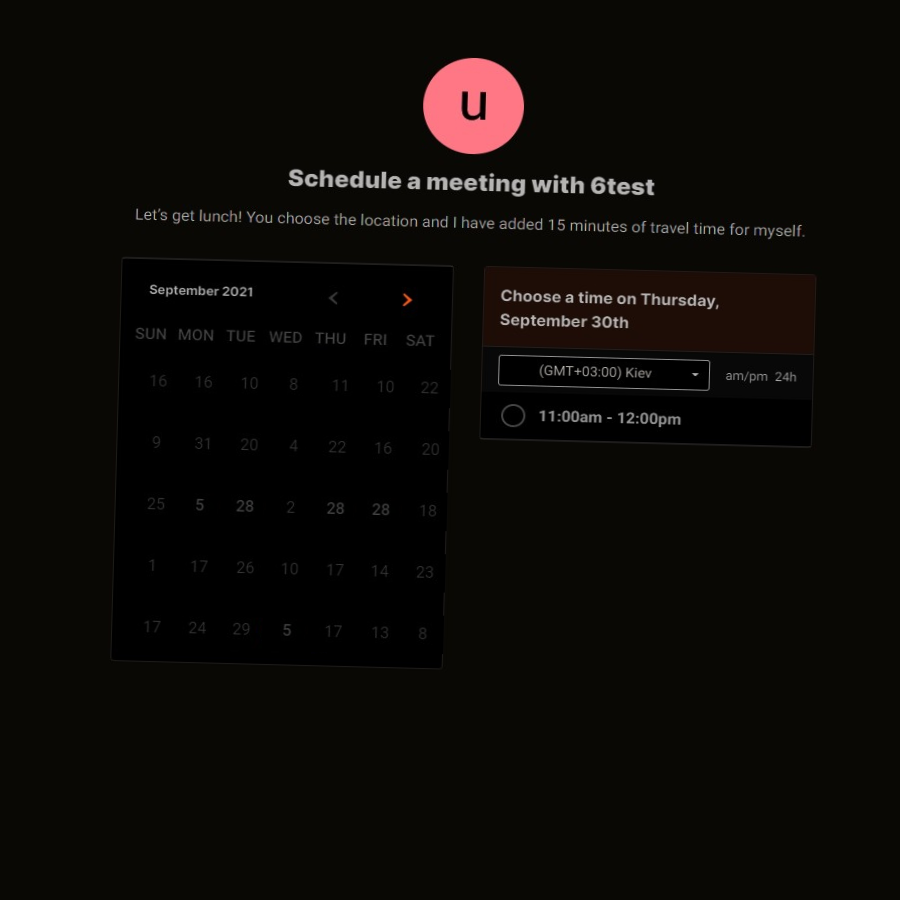 u
Schedule a meeting with 6test
Let's get lunch! You choose the location and I have added 15 minutes of travel time for myself.
September 2021
SUN MON TUE WED THU FRI SAT
16 16 10 8 11 10 22
9 31 20 4 22 16 20
25 5 28 2 28 28 18
1 17 26 10 17 14 23
17 24 29 5 17 13 8
Choose a time on Thursday,
September 30th
(GMT+03:00) Kiev am/pm 24h
11:00am - 12:00pm